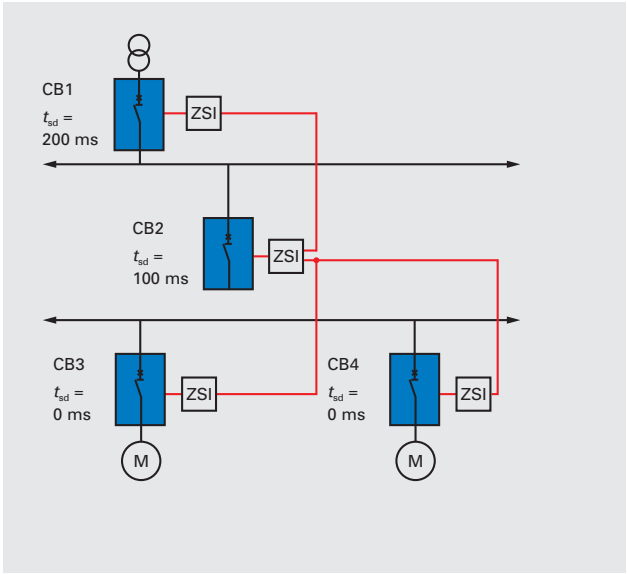 CB1
tsd =
200 ms
ZSI
CB2
tsd =
100 ms
ZSI
CB3
tsd =
0 ms
ZSI
CB4
tsd =
0 ms
ZSI
M
M